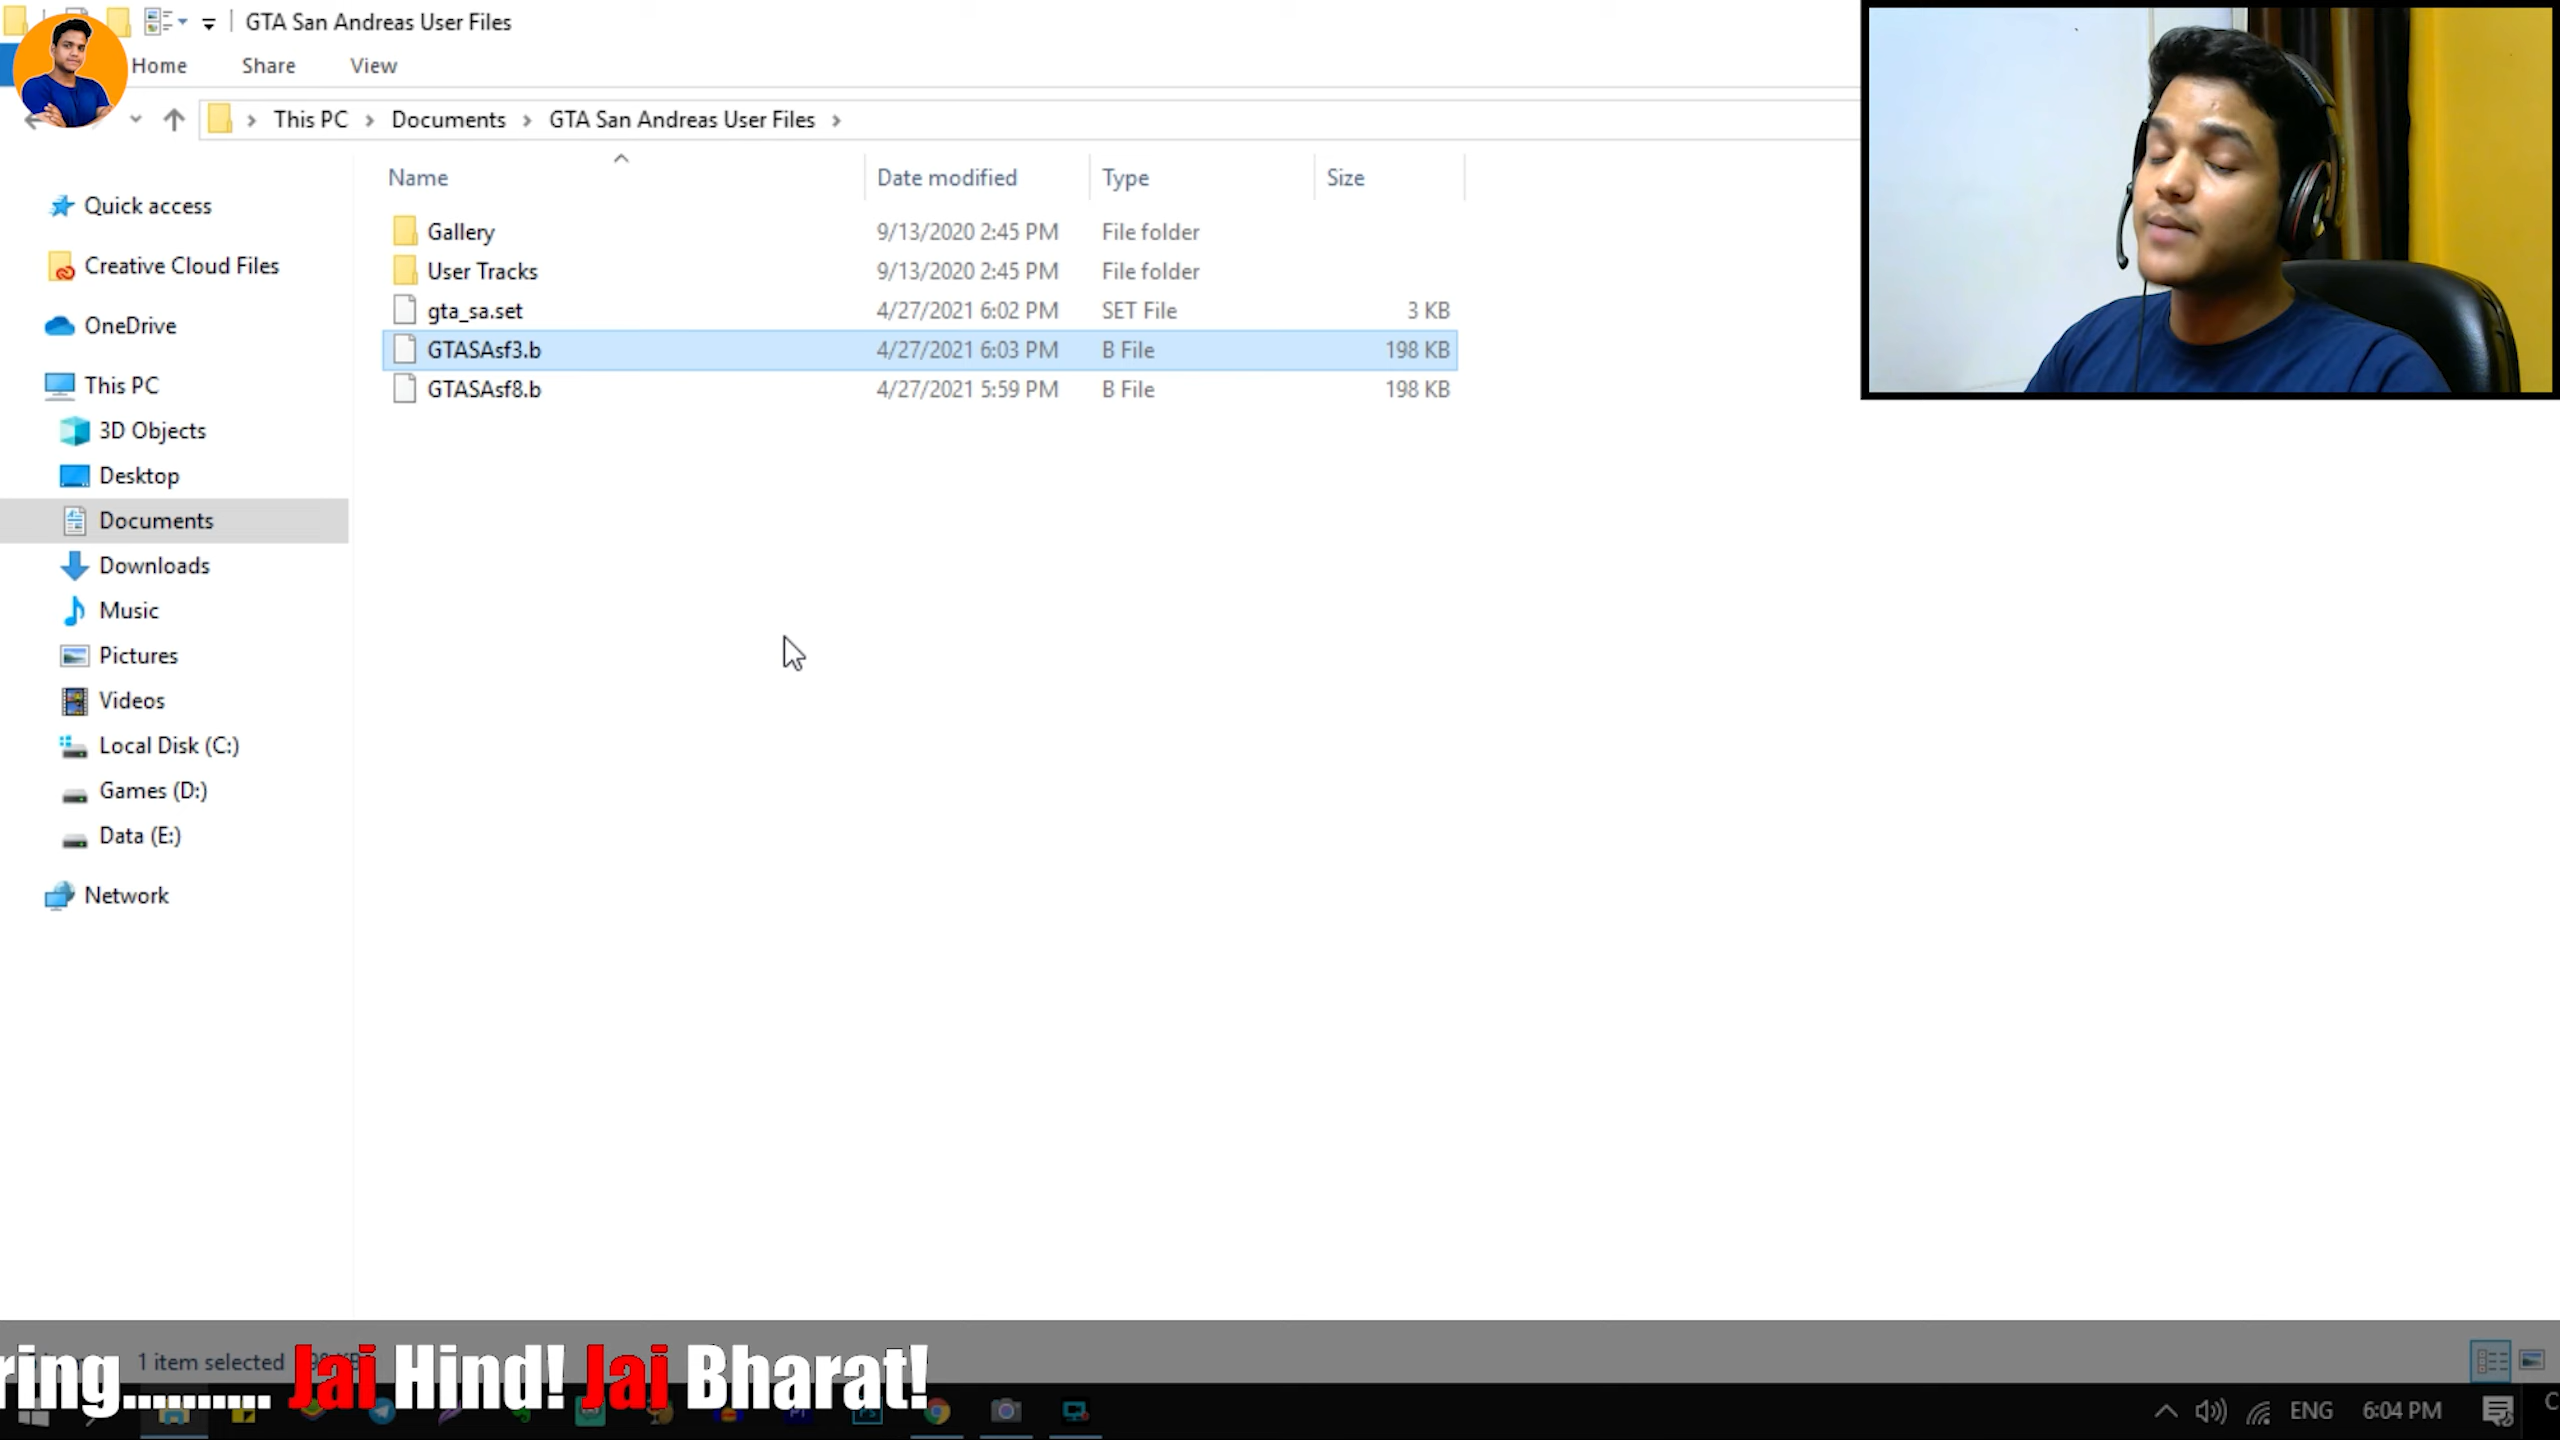 GTA San Andreas User Files
Home Share View
This PC Documents GTA San Andreas User Files
Name Date modified Type Size
Quick access
Creative Cloud Files
OneDrive
This PC
3D Objects
Desktop
Documents
Downloads
Music
Pictures
Videos
Local Disk (C:)
Games (D:)
Data (E:)
Network
Gallery 9/13/2020 2:45 PM File folder
User Tracks 9/13/2020 2:45 PM File folder
gta_sa.set 4/27/2021 6:02 PM SET File 3 KB
GTASAsf3.b 4/27/2021 6:03 PM B File 198 KB
GTASAsf8.b 4/27/2021 5:59 PM B File 198 KB
1 item selected
ring.......... Jai Hind! Jai Bharat!
ENG 6:04 PM